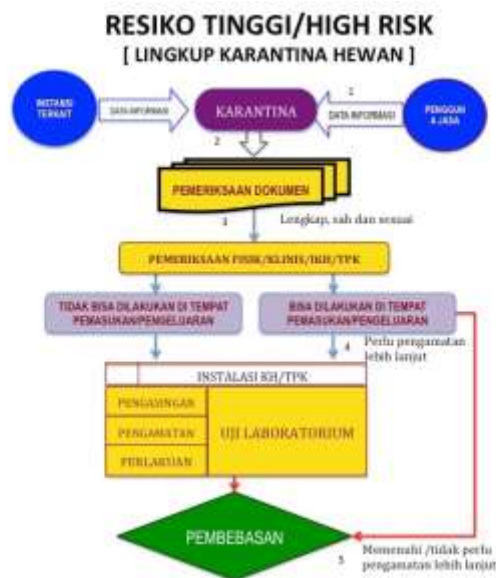 RESIKO TINGGI/HIGH RISK
[ LINGKUP KARANTINA HEWAN ]
INSTANSI
TERKAIT
DATA INFORMASI
KARANTINA
1
DATA INFORMASI
PENGGUN
A JASA
2
PEMERIKSAAN DOKUMEN
3
Lengkap, sah dan sesuai
PEMERIKSAAN FISIK/KLINIS/IKH/TPK
TIDAK BISA DILAKUKAN DI TEMPAT
PEMASUKAN/PENGELUARAN
BISA DILAKUKAN DI TEMPAT
PEMASUKAN/PENGELUARAN
4
Perlu pengamatan
lebih lanjut
INSTALASI KH/TPK
PENGASINGAN
PENGAMATAN
PERLAKUAN
UJI LABORATORIUM
PEMBEBASAN
5
Memenuhi /tidak perlu
pengamatan lebih lanjut